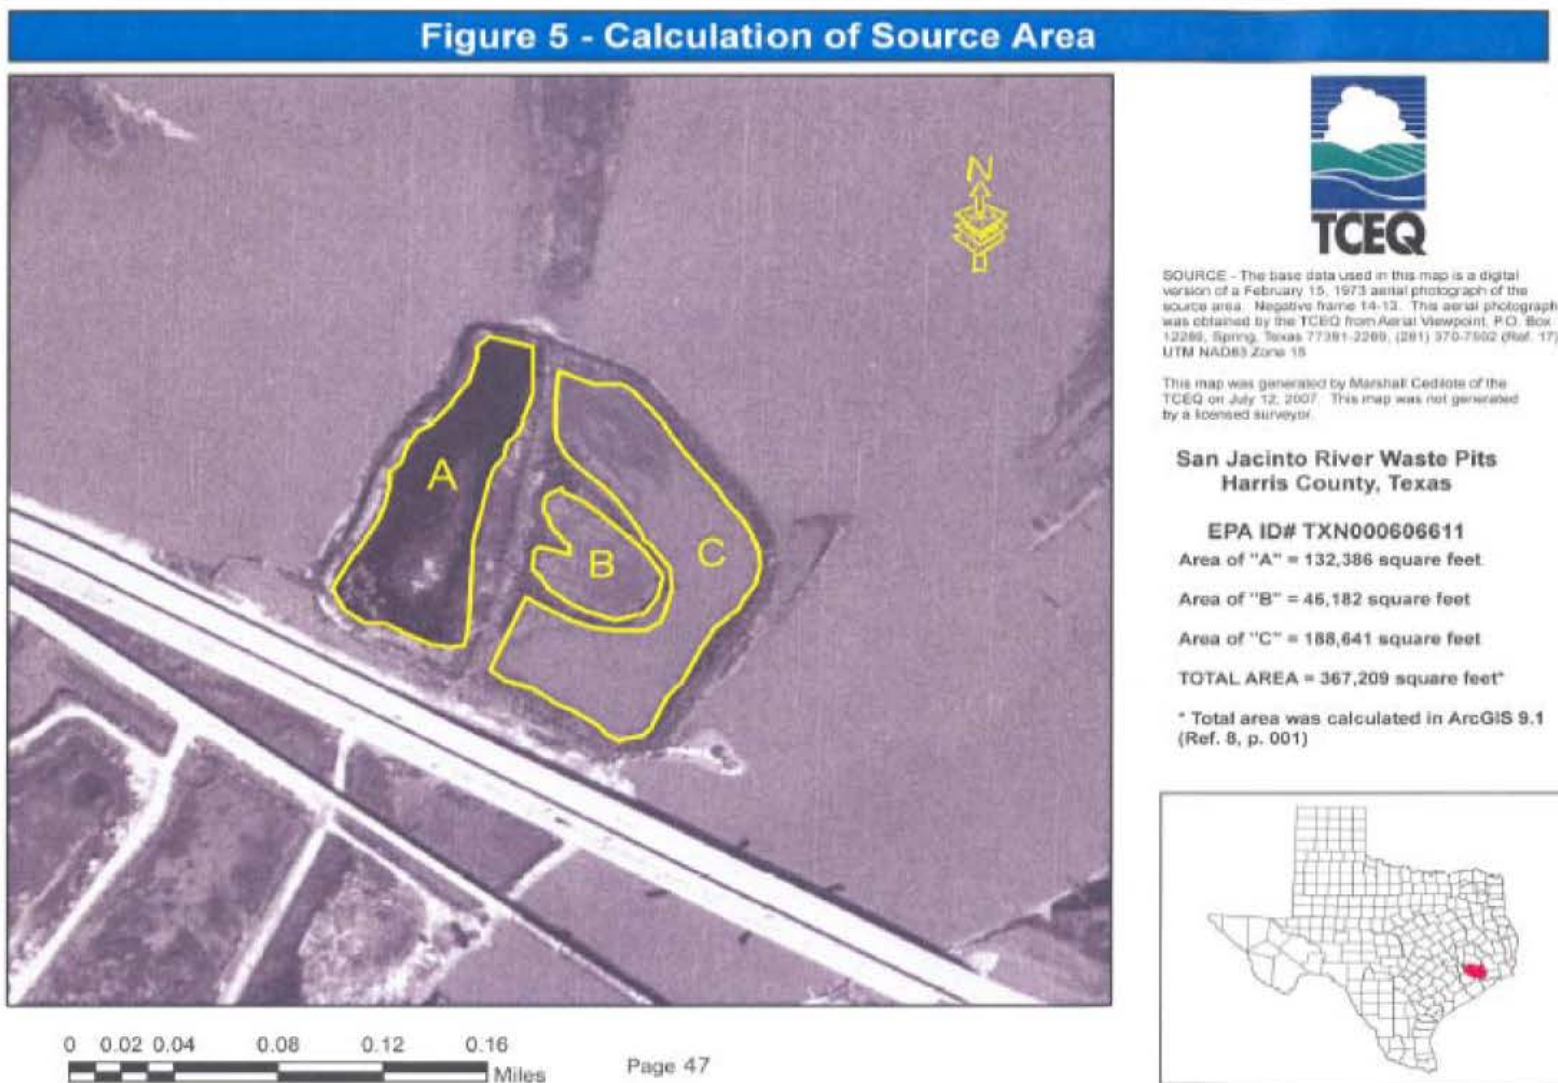 Figure 5 - Calculation of Source Area
N
A
B
C
TCEQ
SOURCE - The base data used in this map is a digital
version of a February 15, 1973 aerial photograph of the
source area. Negative frame 14-13. This aerial photograph
was obtained by the TCEQ from Aerial Viewpoint, P.O. Box
Spring, Texas (281) (Ref. 17)
UTM NAD83 Zone 15
This map was generated by Marshall of the
TCEQ on July 12, 2007. This map was not generated
by a licensed surveyor.
San Jacinto River Waste Pits
Harris County, Texas
EPA ID# TXN000606611
Area of "A" = 132,386 square feet
Area of "B" = 46,182 square feet
Area of "C" = 188,641 square feet
TOTAL AREA = 367,209 square feet*
* Total area was calculated in ArcGIS 9.1
(Ref. 8, p. 001)
0 0.02 0.04 0.08 0.12 0.16
Miles
Page 47